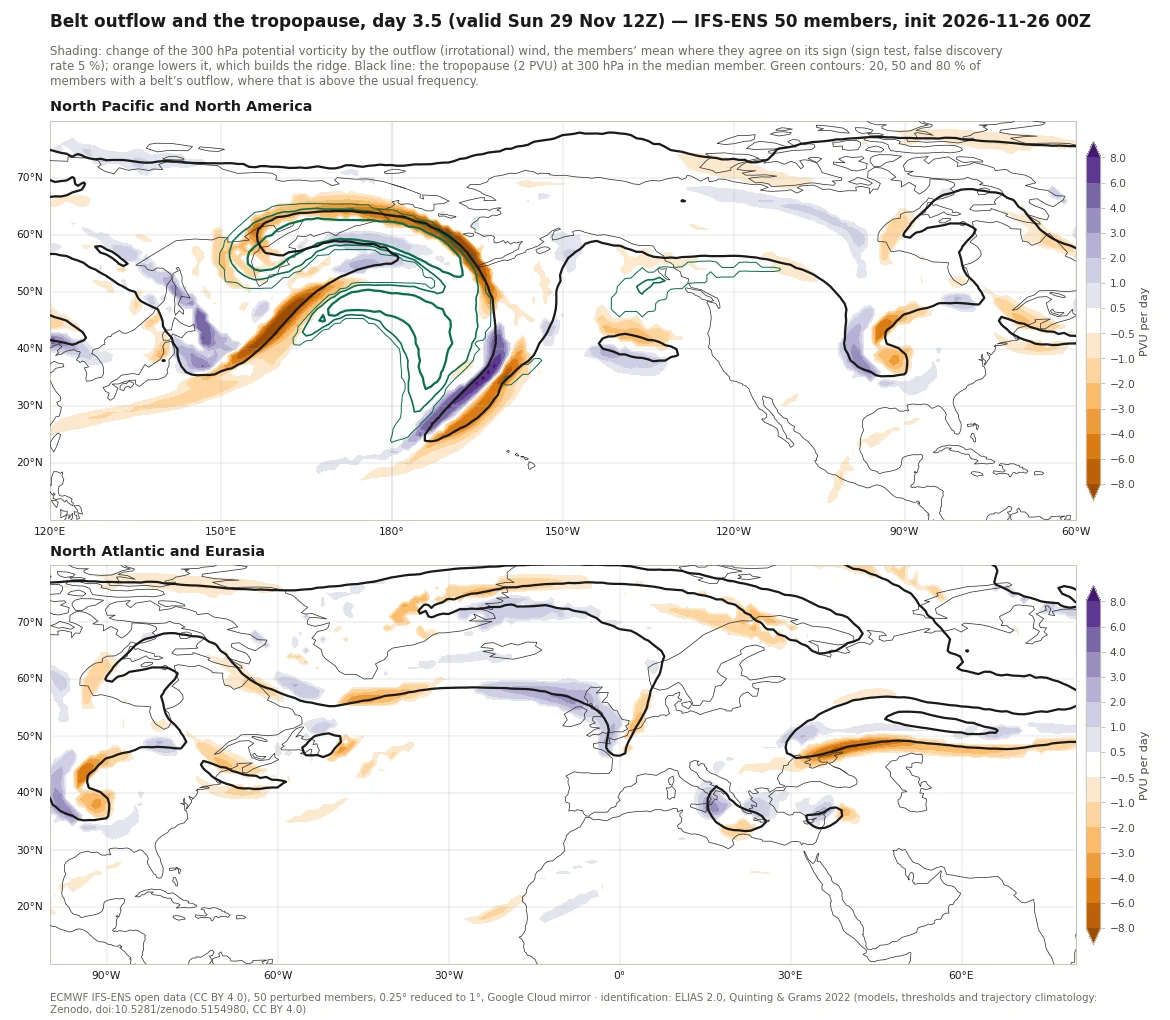 Belt outflow and the tropopause, day 3.5 (valid Sun 29 Nov 12Z) — IFS-ENS 50 members, init 2026-11-26 00Z
Shading: change of the 300 hPa potential vorticity by the outflow (irrotational) wind, the members’ mean where they agree on its sign (sign test, false discovery
rate 5 %); orange lowers it, which builds the ridge. Black line: the tropopause (2 PVU) at 300 hPa in the median member. Green contours: 20, 50 and 80 % of
members with a belt’s outflow, where that is above the usual frequency.
North Pacific and North America
70°N
60°N
50°N
40°N
30°N
20°N
120°E
150°E
180°
150°W
120°W
90°W
60°W
8.0
6.0
4.0
3.0
2.0
1.0
0.5
−0.5
−1.0
−2.0
−3.0
−4.0
−6.0
−8.0
PVU per day
North Atlantic and Eurasia
70°N
60°N
50°N
40°N
30°N
20°N
90°W
60°W
30°W
0°
30°E
60°E
8.0
6.0
4.0
3.0
2.0
1.0
0.5
−0.5
−1.0
−2.0
−3.0
−4.0
−6.0
−8.0
PVU per day
ECMWF IFS-ENS open data (CC BY 4.0), 50 perturbed members, 0.25° reduced to 1°, Google Cloud mirror · identification: ELIAS 2.0, Quinting & Grams 2022 (models, thresholds and trajectory climatology:
Zenodo, doi:10.5281/zenodo.5154980, CC BY 4.0)